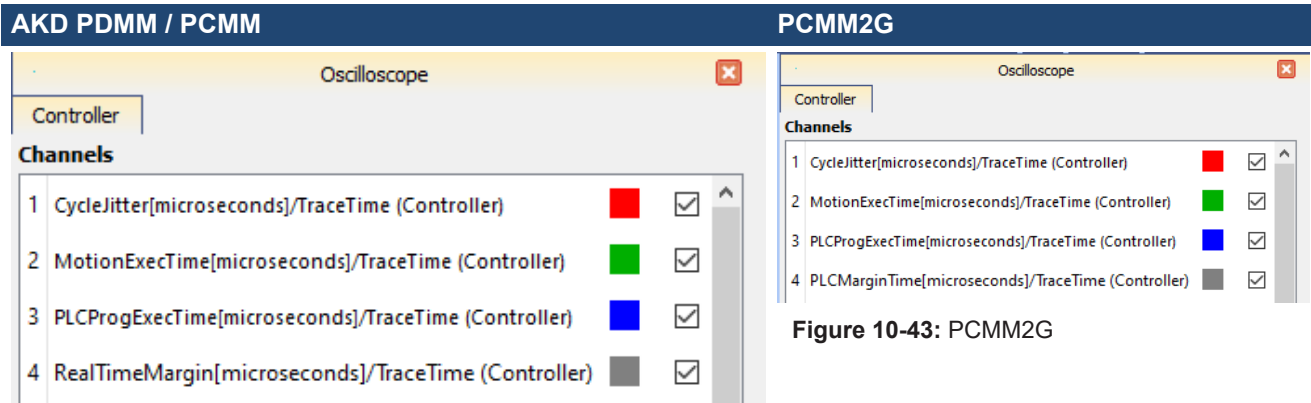 AKD PDMM / PCMM
Oscilloscope
Controller
Channels
1 CycleJitter[microseconds]/TraceTime (Controller)
2 MotionExecTime[microseconds]/TraceTime (Controller)
3 PLCProgExecTime[microseconds]/TraceTime (Controller)
4 RealTimeMargin[microseconds]/TraceTime (Controller)
PCMM2G
Oscilloscope
Controller
Channels
1 CycleJitter[microseconds]/TraceTime (Controller)
2 MotionExecTime[microseconds]/TraceTime (Controller)
3 PLCProgExecTime[microseconds]/TraceTime (Controller)
4 PLCMarginTime[microseconds]/TraceTime (Controller)
Figure 10-43: PCMM2G